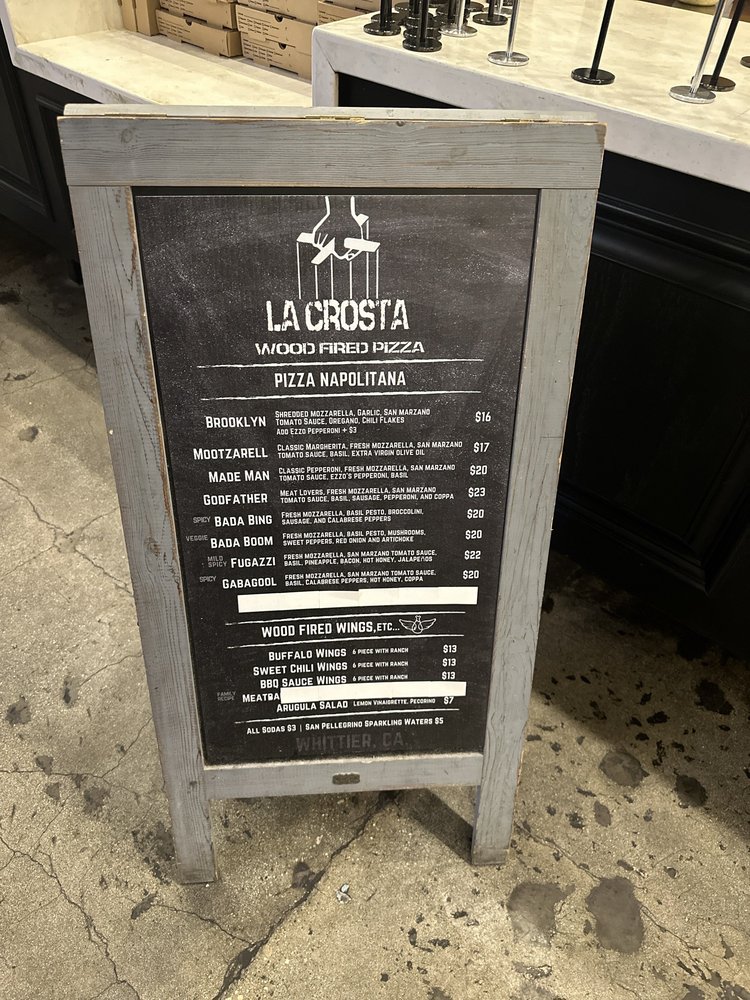 LA CROSTA
WOOD FIRED PIZZA
PIZZA NAPOLITANA
BROOKLYN SHREDDED MOZZARELLA, GARLIC, SAN MARZANO $16
TOMATO SAUCE, OREGANO, CHILI FLAKES
ADD EZZO PEPPERONI + $3
MOOTZARELL CLASSIC MARGHERITA, FRESH MOZZARELLA, SAN MARZANO $17
TOMATO SAUCE, BASIL, EXTRA VIRGIN OLIVE OIL
MADE MAN CLASSIC PEPPERONI, FRESH MOZZARELLA, SAN MARZANO $20
TOMATO SAUCE, EZZO'S PEPPERONI, BASIL
GODFATHER MEAT LOVERS, FRESH MOZZARELLA, SAN MARZANO $23
TOMATO SAUCE, BASIL, SAUSAGE, PEPPERONI, AND COPPA
SPICY BADA BING FRESH MOZZARELLA, BASIL PESTO, BROCCOLINI, $20
SAUSAGE, AND CALABRESE PEPPERS
VEGGIE BADA BOOM FRESH MOZZARELLA, BASIL PESTO, MUSHROOMS, $20
SWEET PEPPERS, RED ONION AND ARTICHOKE
MILD SPICY FUGAZZI FRESH MOZZARELLA, SAN MARZANO TOMATO SAUCE, $22
BASIL, PINEAPPLE, BACON, HOT HONEY, JALAPEÑOS
SPICY GABAGOOL FRESH MOZZARELLA, SAN MARZANO TOMATO SAUCE, $20
BASIL, CALABRESE PEPPERS, HOT HONEY, COPPA
WOOD FIRED WINGS, ETC...
BUFFALO WINGS 6 PIECE WITH RANCH $13
SWEET CHILI WINGS 6 PIECE WITH RANCH $13
BBQ SAUCE WINGS 6 PIECE WITH RANCH $13
FAMILY RECIPE MEATBA
ARUGULA SALAD LEMON VINAIGRETTE, PECORINO $7
ALL SODAS $3 | SAN PELLEGRINO SPARKLING WATERS $5
WHITTIER, CA.